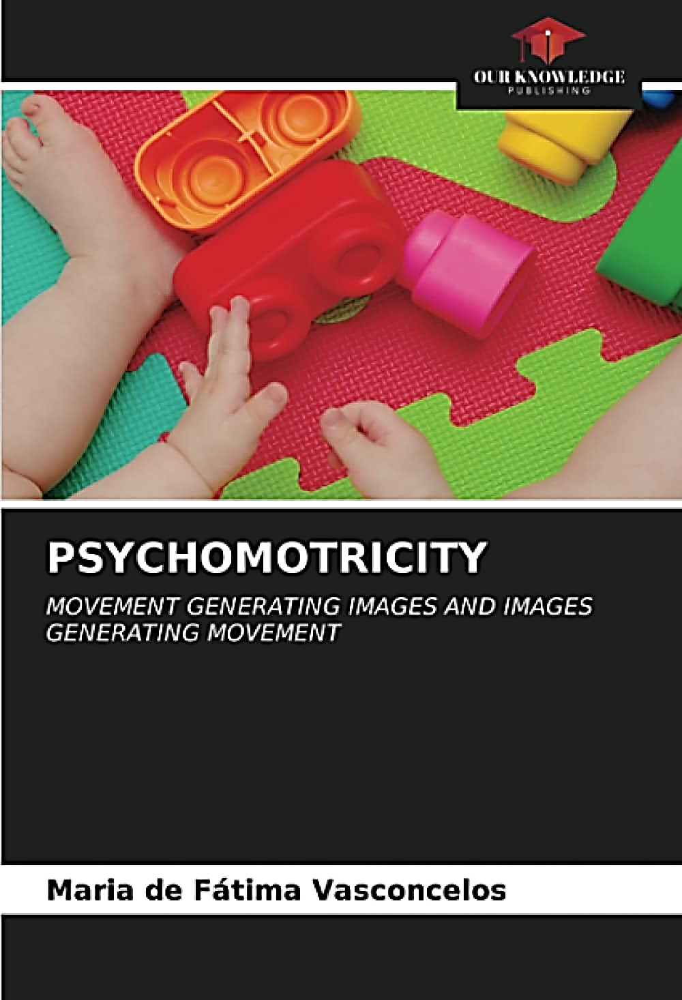 OUR KNOWLEDGE
PUBLISHING
PSYCHOMOTRICITY
MOVEMENT GENERATING IMAGES AND IMAGES
GENERATING MOVEMENT
Maria de Fátima Vasconcelos